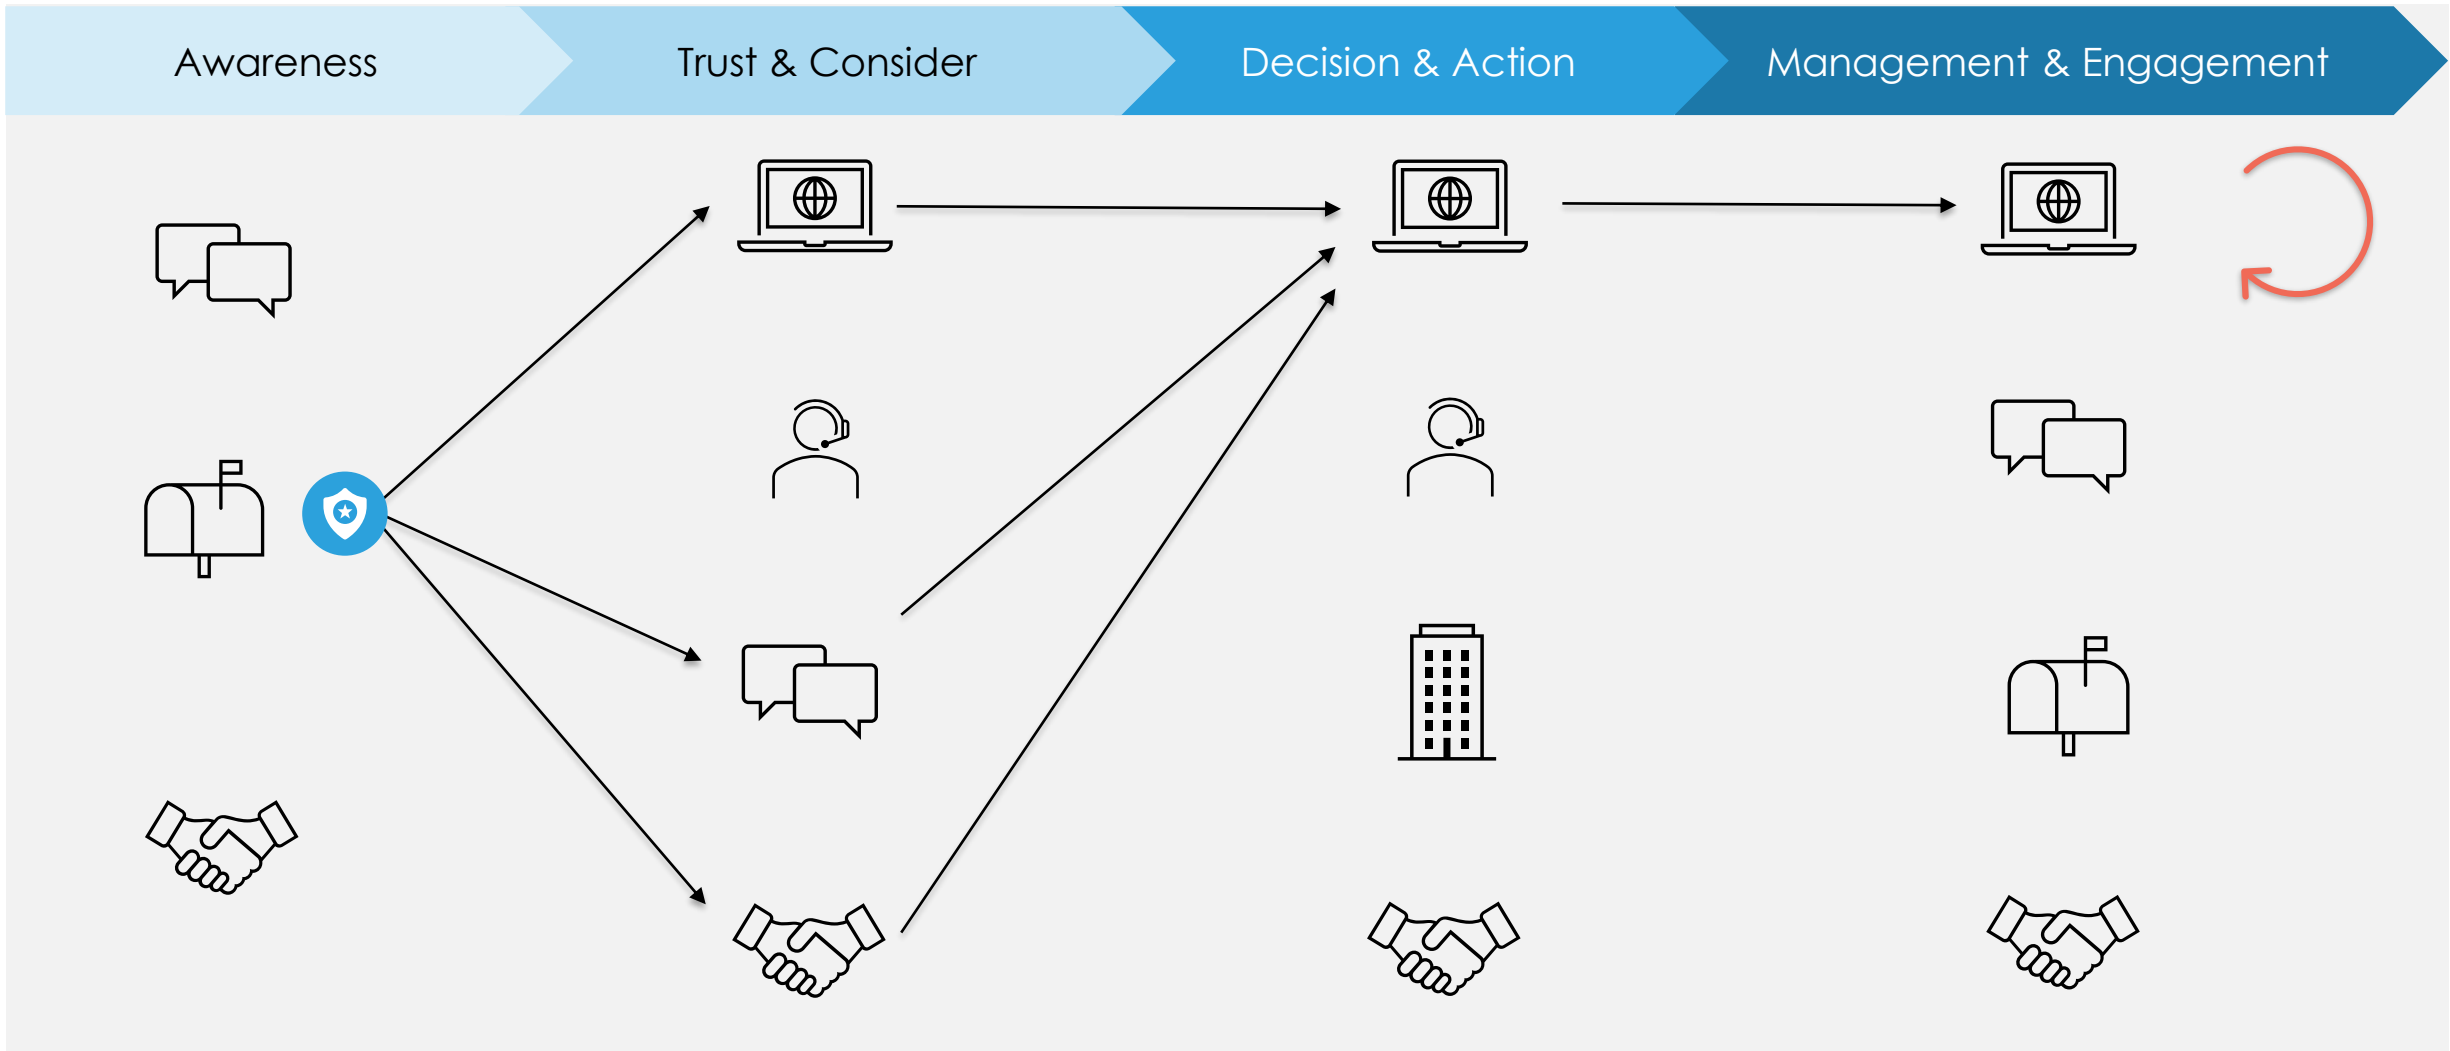 Awareness
Trust & Consider
Decision & Action
Management & Engagement